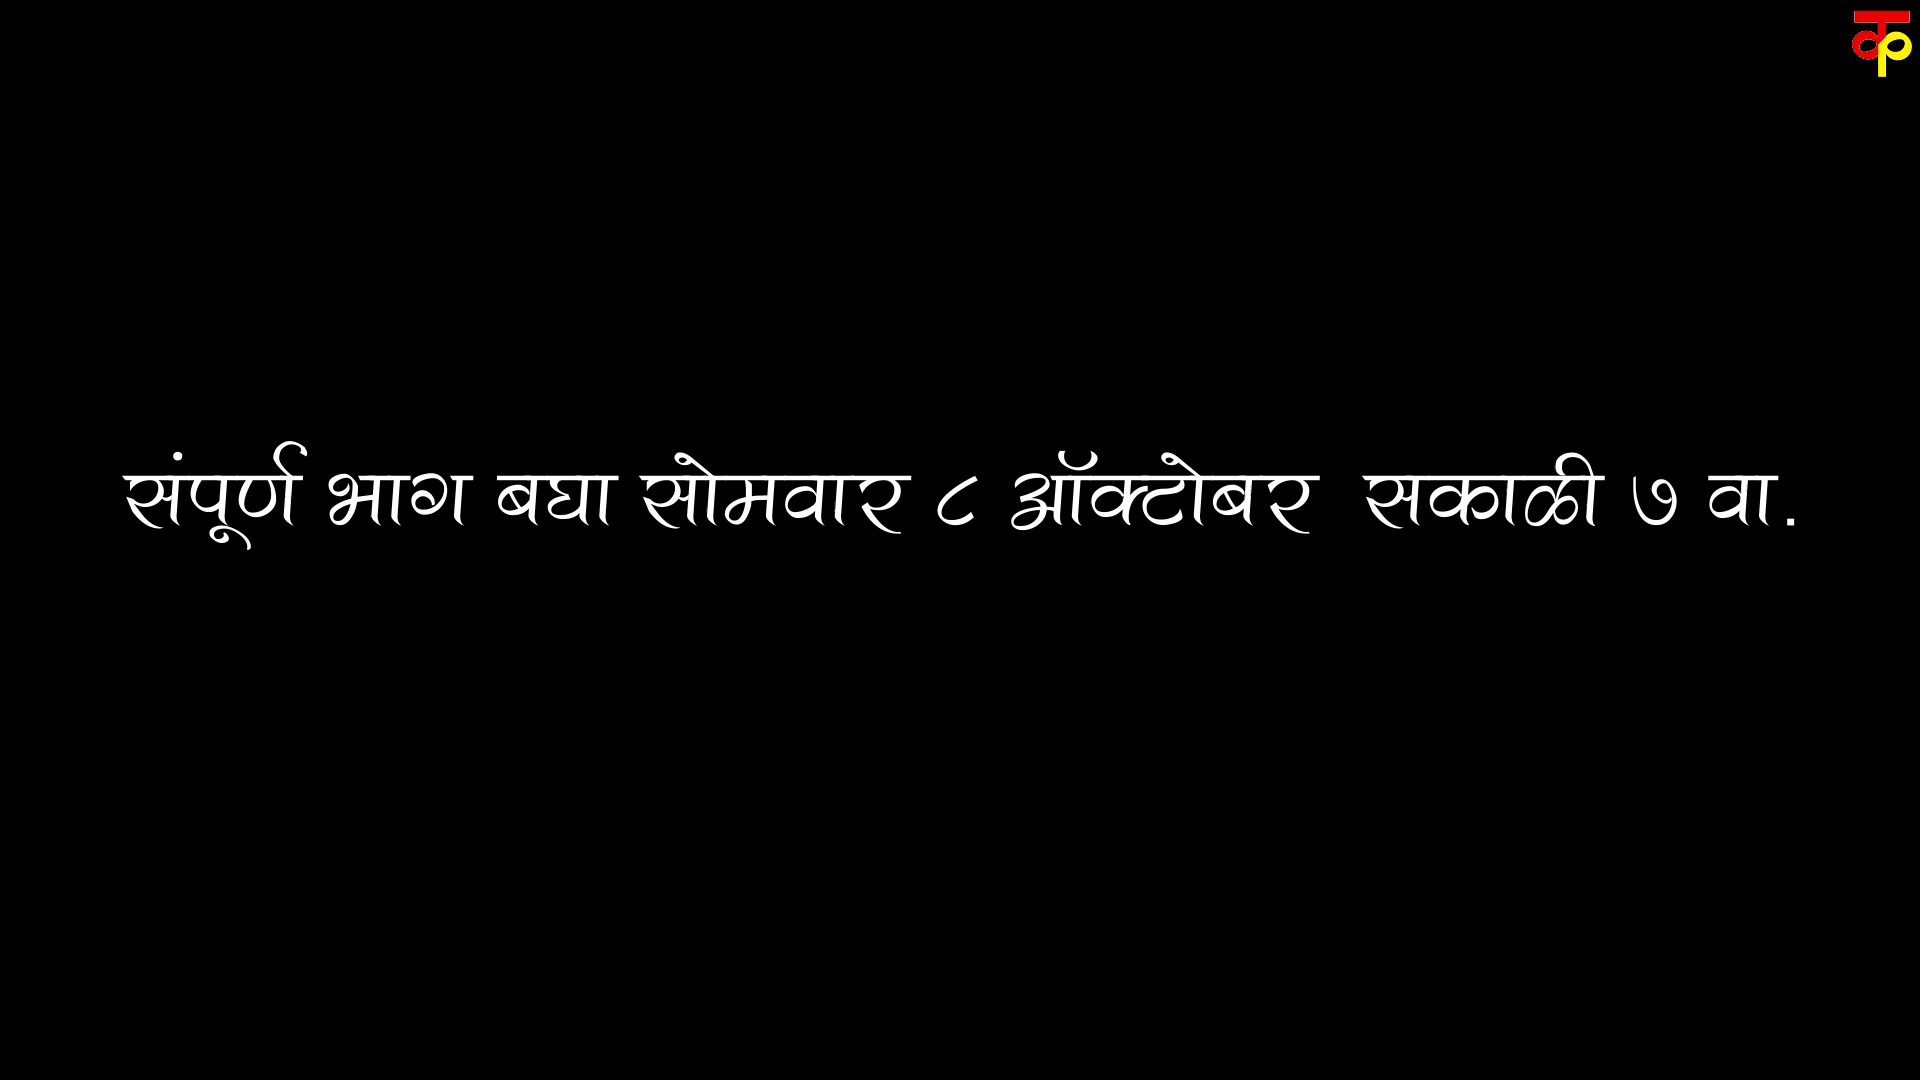 संपूर्ण भाग बघा सोमवार ८ ऑक्टोबर सकाळी ७ वा.